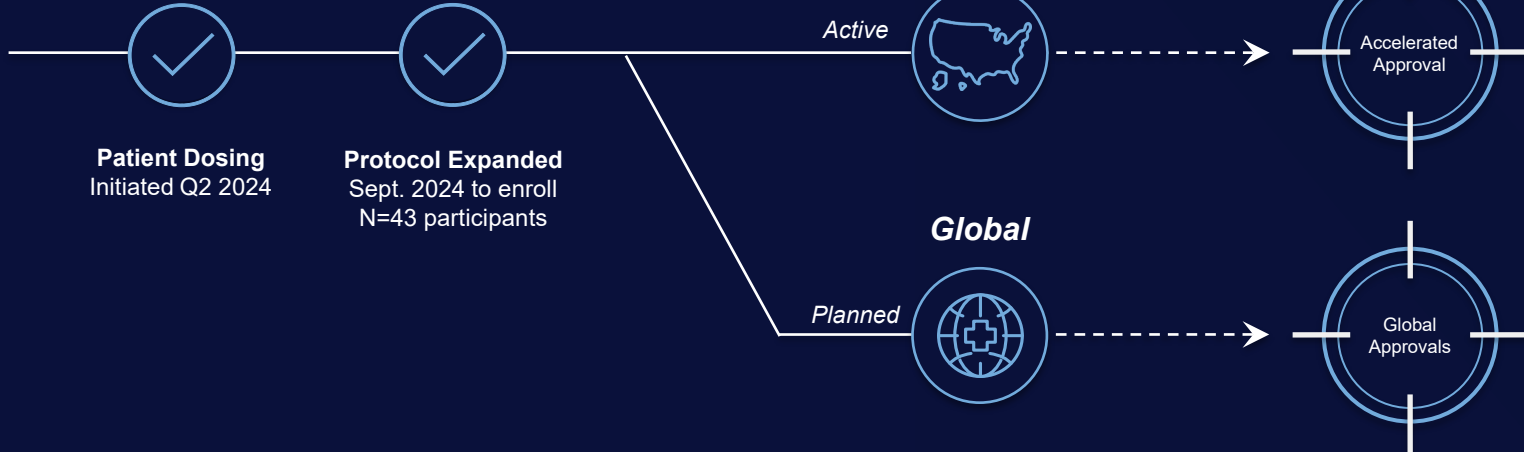 Active
Accelerated
Approval
Patient Dosing
Initiated Q2 2024
Protocol Expanded
Sept. 2024 to enroll
N=43 participants
Global
Planned
Global
Approvals